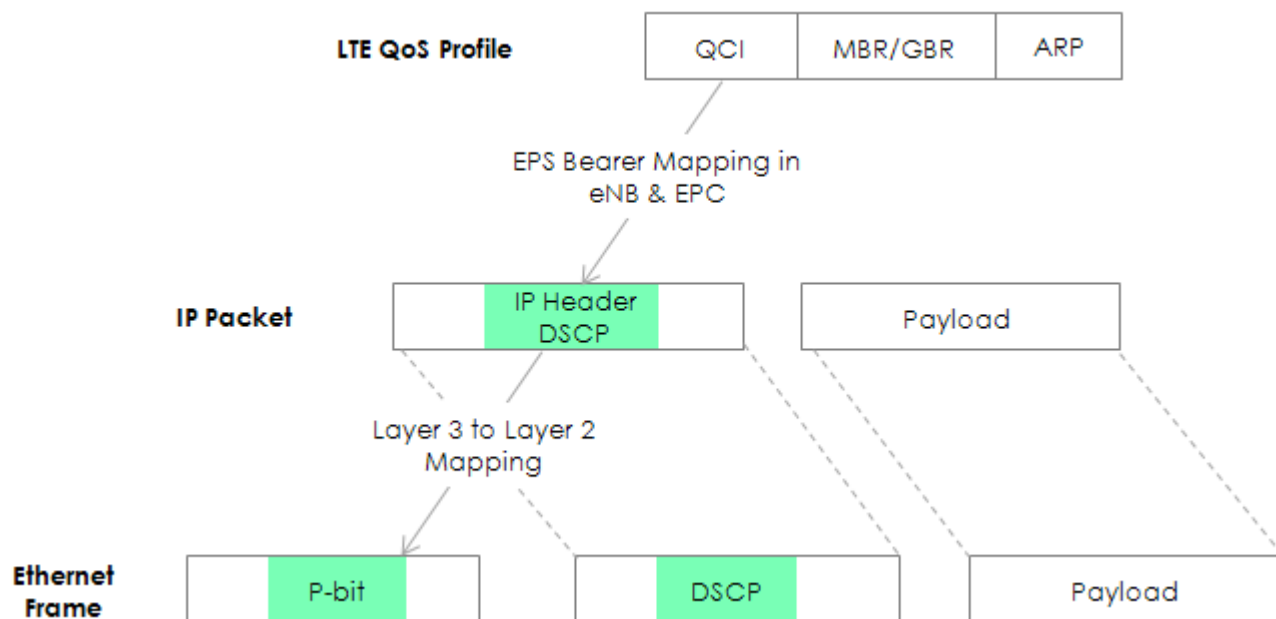 LTE QoS Profile
QCI
MBR/GBR
ARP
EPS Bearer Mapping in
eNB & EPC
IP Packet
IP Header
DSCP
Payload
Layer 3 to Layer 2
Mapping
Ethernet
Frame
P-bit
DSCP
Payload